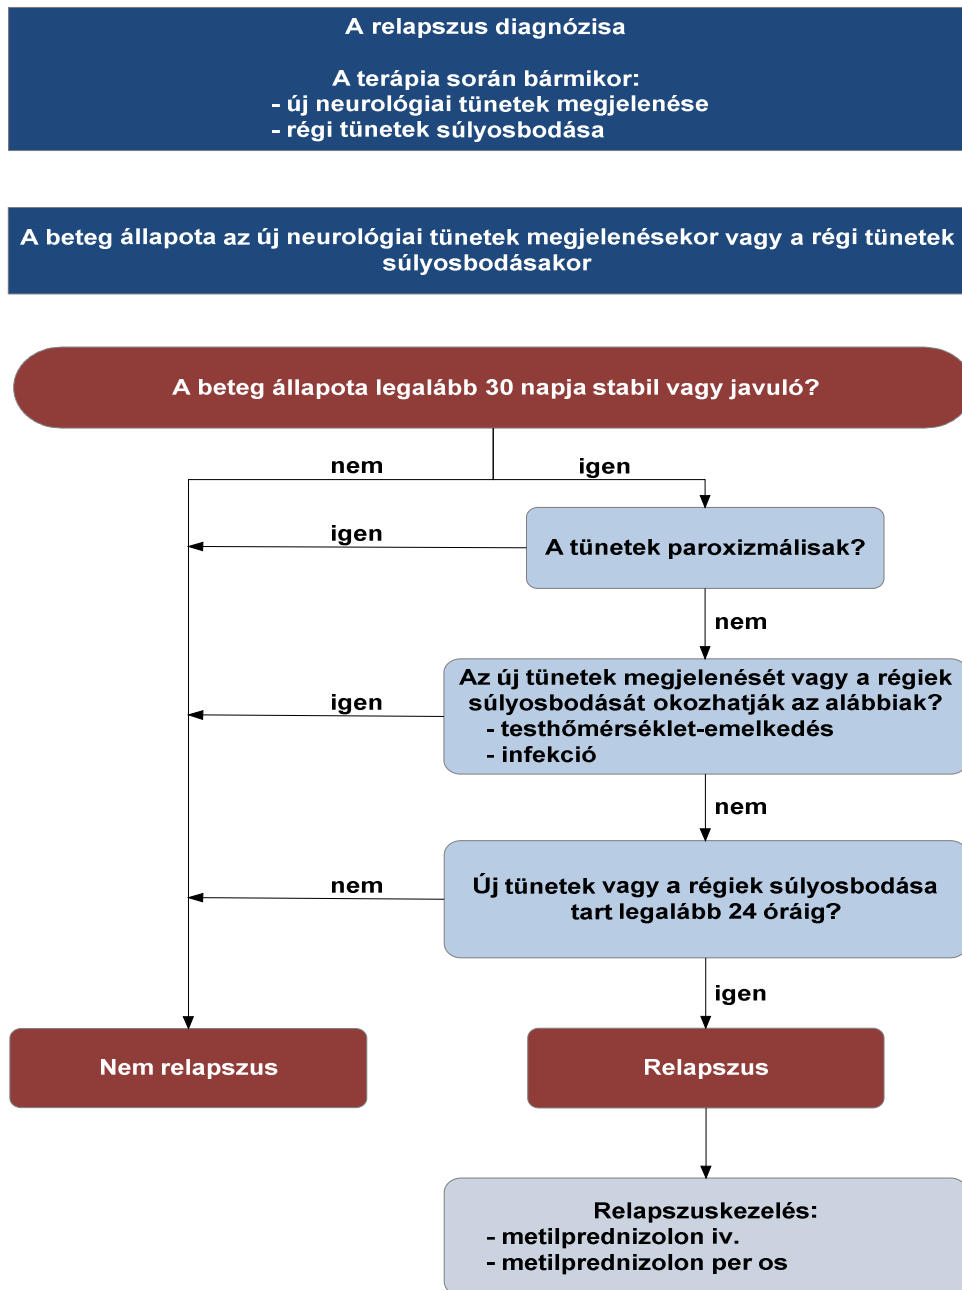 A relapszus diagnózisa
A terápia során bármikor:
- új neurológiai tünetek megjelenése
- régi tünetek súlyosbodása
A beteg állapota az új neurológiai tünetek megjelenésekor vagy a régi tünetek
súlyosbodásakor
A beteg állapota legalább 30 napja stabil vagy javuló?
nem
igen
igen
A tünetek paroxizmálisak?
nem
Az új tünetek megjelenését vagy a régiek
súlyosbodását okozhatják az alábbiak?
- testhőmérséklet-emelkedés
- infekció
igen
nem
Új tünetek vagy a régiek súlyosbodása
tart legalább 24 óráig?
nem
igen
Nem relapszus
Relapszus
Relapszuskezelés:
- metilprednizolon iv.
- metilprednizolon per os